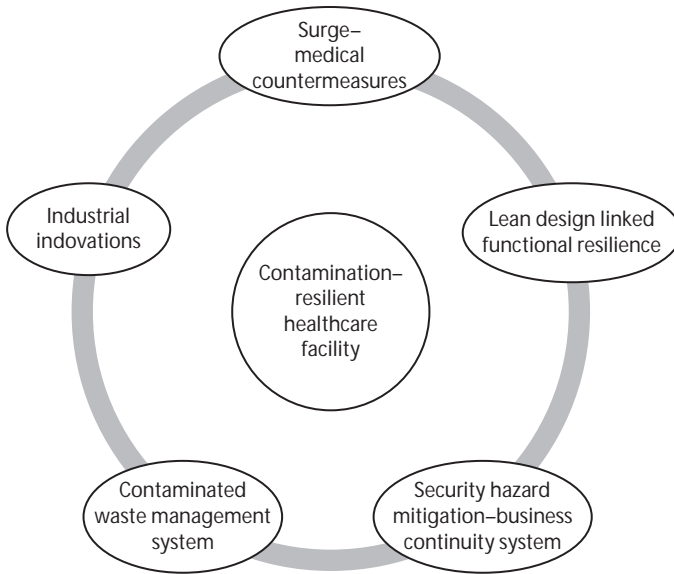 Surge–
medical
countermeasures
Industrial
indovations
Lean design linked
functional resilience
Contamination–
resilient
healthcare
facility
Contaminated
waste management
system
Security hazard
mitigation–business
continuity system